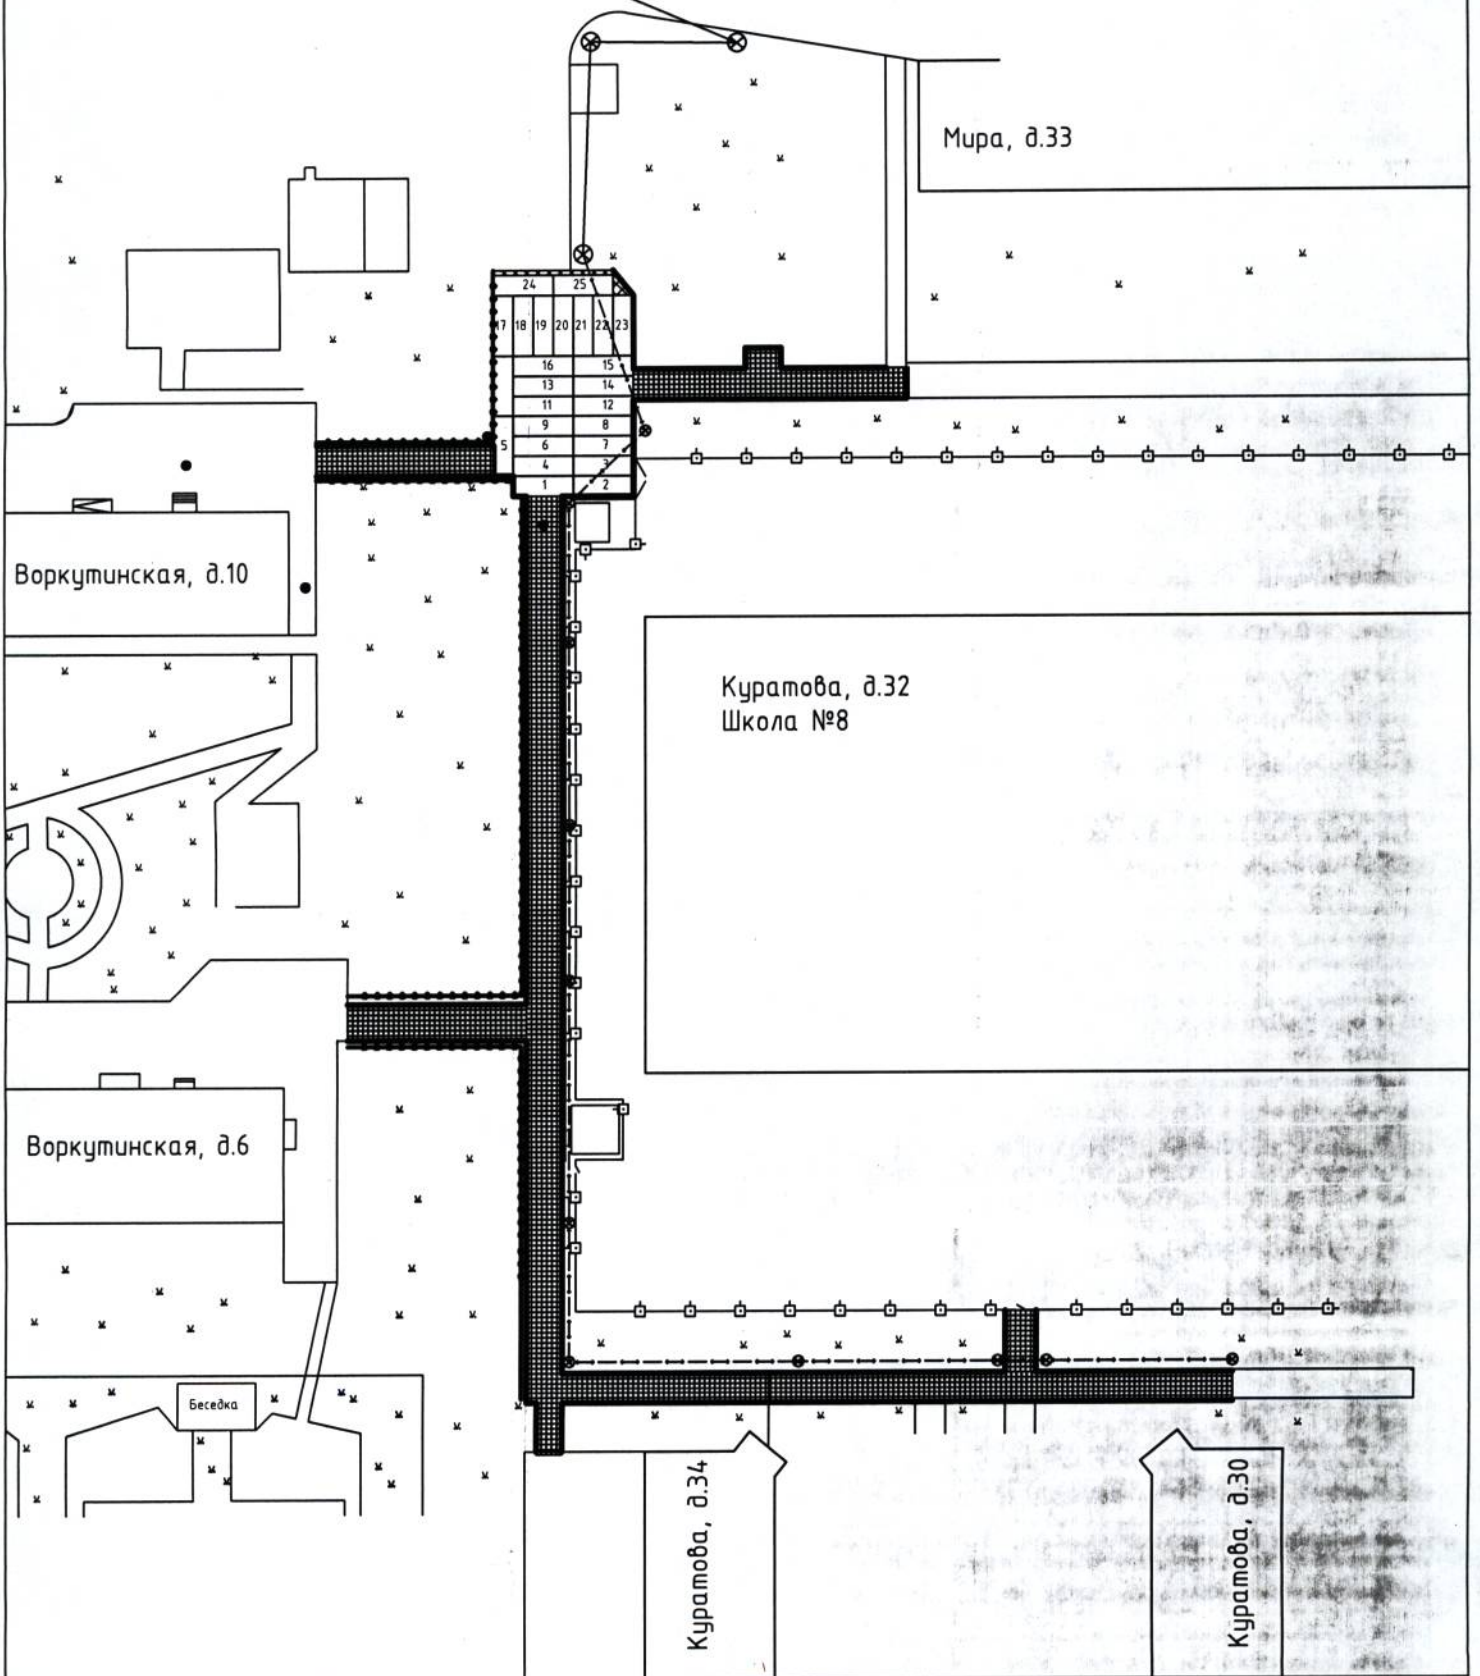 Мира, д.33
24 25
17 18 19 20 21 22 23
16 15
13 14
11 12
9 8
5 6 7
4 3
1 2
Воркутинская, д.10
Куратова, д.32
Школа №8
Воркутинская, д.6
Беседка
Куратова, д.34
Куратова, д.30